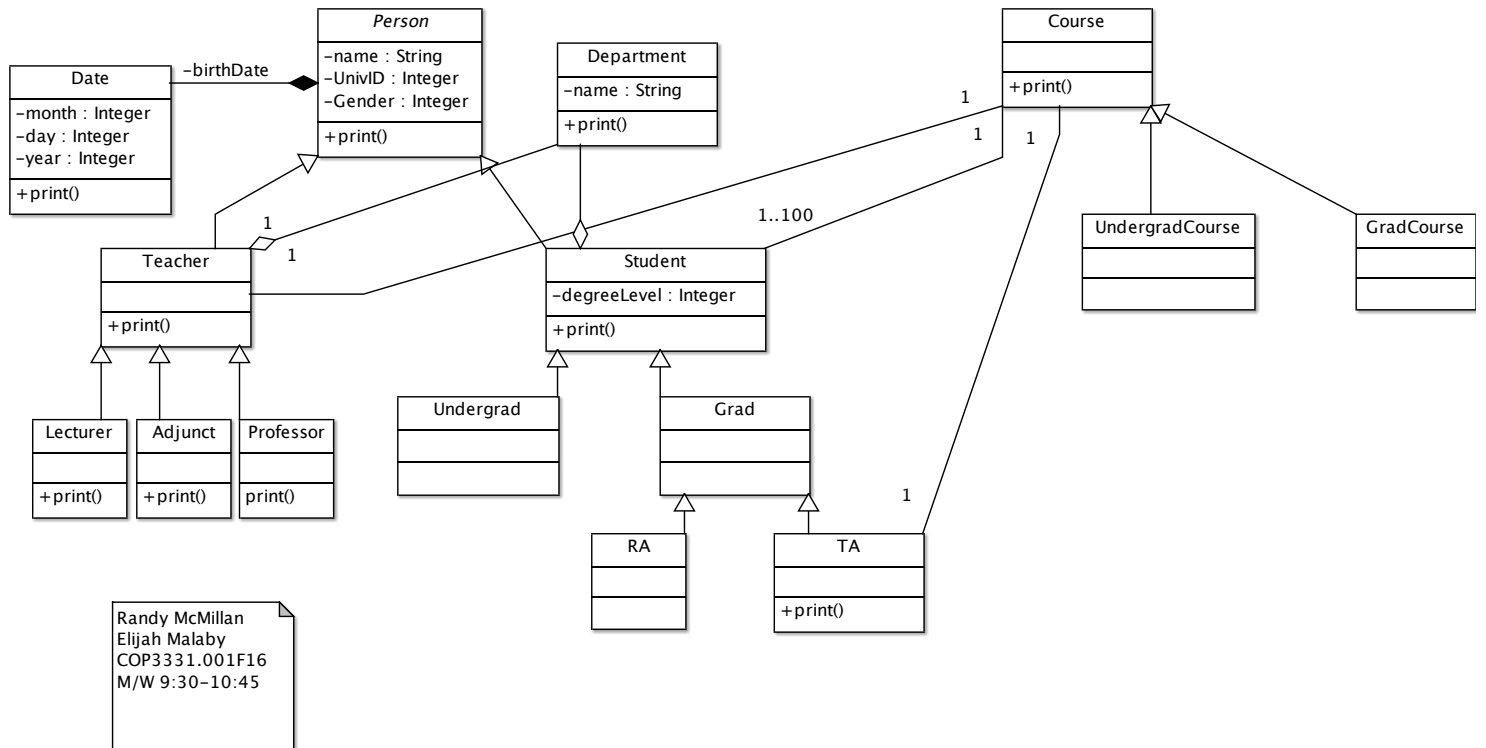 Person
-name : String
-UnivID : Integer
-Gender : Integer
+print()
Date
-month : Integer
-day : Integer
-year : Integer
+print()
-birthDate
Department
-name : String
+print()
Course
+print()
1
1
1
1..100
1
1
1
UndergradCourse
GradCourse
Teacher
+print()
Student
-degreeLevel : Integer
+print()
Lecturer
+print()
Adjunct
+print()
Professor
print()
Undergrad
Grad
RA
TA
+print()
Randy McMillan
Elijah Malaby
COP3331.001F16
M/W 9:30-10:45